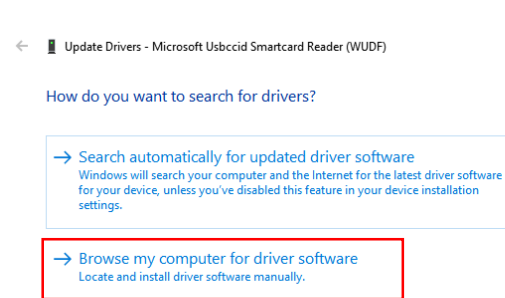 Update Drivers - Microsoft Usbccid Smartcard Reader (WUDF)
How do you want to search for drivers?
Search automatically for updated driver software
Windows will search your computer and the Internet for the latest driver software
for your device, unless you've disabled this feature in your device installation
settings.
Browse my computer for driver software
Locate and install driver software manually.